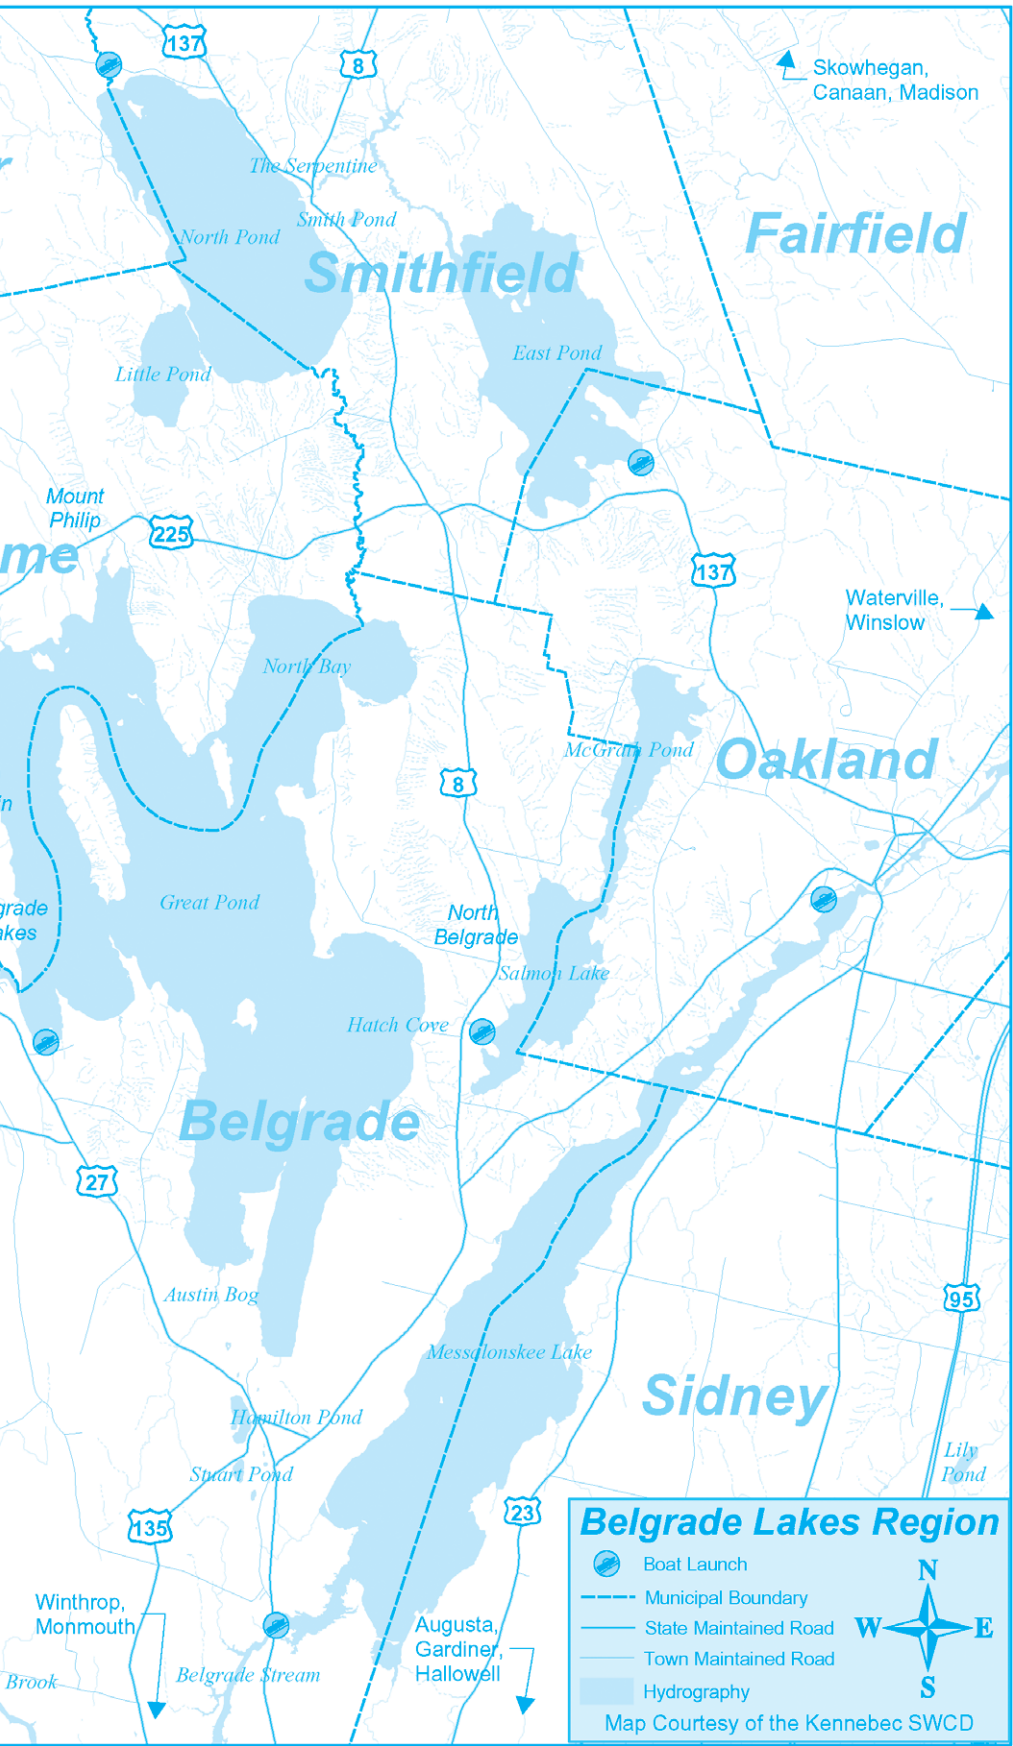 137
8
Skowhegan,
Canaan, Madison
The Serpentine
Smith Pond
North Pond
Fairfield
Smithfield
East Pond
Little Pond
Mount
Philip
225
me
137
Waterville,
Winslow
North Bay
McGrath Pond
Oakland
8
in
Great Pond
grade
akes
North
Belgrade
Salmon Lake
Hatch Cove
Belgrade
27
Austin Bog
95
Messalonskee Lake
Sidney
Hamilton Pond
Lily
Pond
Stuart Pond
135
23
Winthrop,
Monmouth
Augusta,
Gardiner,
Hallowell
Belgrade Stream
Brook
Belgrade Lakes Region
Boat Launch
Municipal Boundary
State Maintained Road
Town Maintained Road
Hydrography
N
W
E
S
Map Courtesy of the Kennebec SWCD